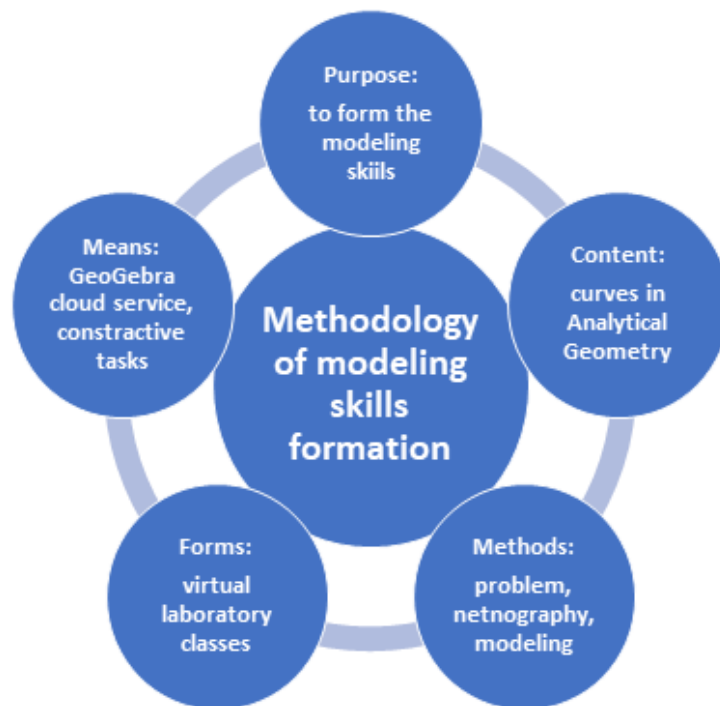 Purpose:
to form the
modeling
skiils
Means:
GeoGebra
cloud service,
constractive
tasks
Content:
curves in
Analytical
Geometry
Methodology
of modeling
skills
formation
Forms:
virtual
laboratory
classes
Methods:
problem,
netnography,
modeling